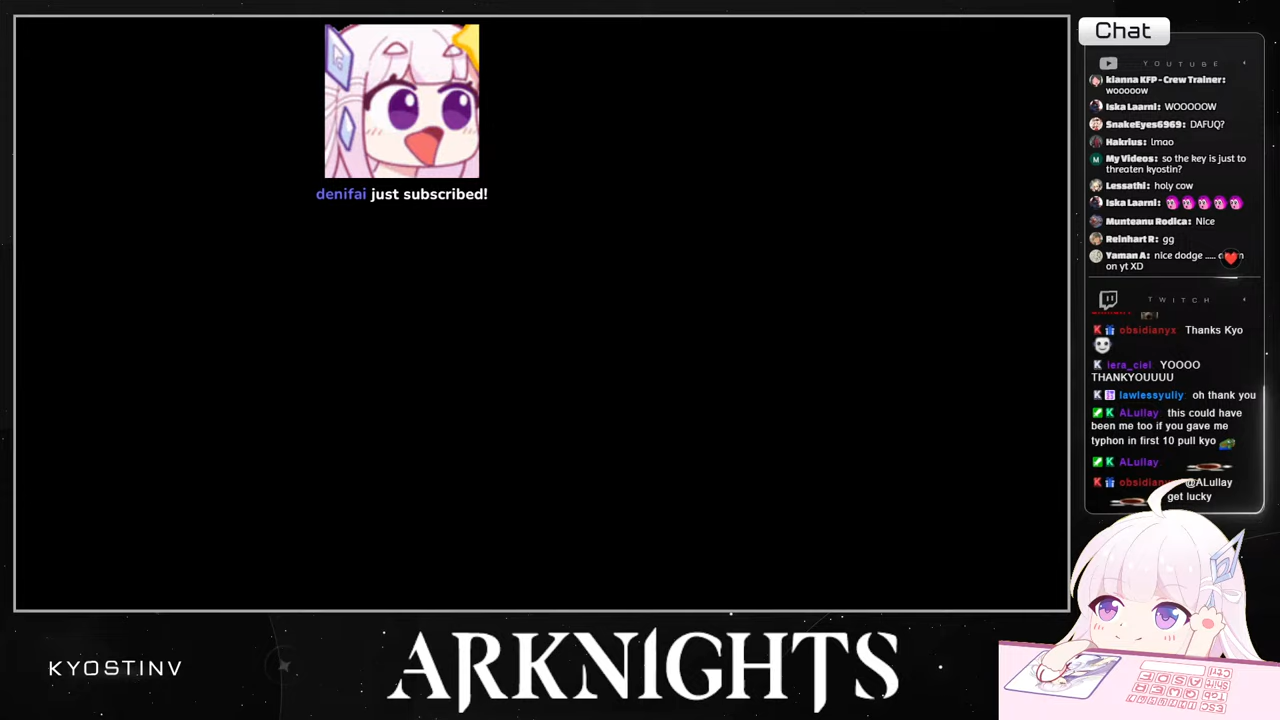 denifai just subscribed!
KYOSTINV
ARKNIGHTS
Chat
YOUTUBE
kianna KFP - Crew Trainer: wooooow
Iska Laarni: WOOOOOW
SnakeEyes6969: DAFUQ?
Hakrius: lmao
My Videos: so the key is just to
threaten kyostin?
Lessathi: holy cow
Iska Laarni:
Munteanu Rodica: Nice
Reinhart R: gg
Yaman A: nice dodge .....
on yt XD
TWITCH
obsidianyx Thanks Kyo
lera_ciel YOOOO
THANKYOUUUU
lawlessyully: oh thank you
ALullay this could have
been me too if you gave me
typhon in first 10 pull kyo
ALullay
@ALullay
get lucky